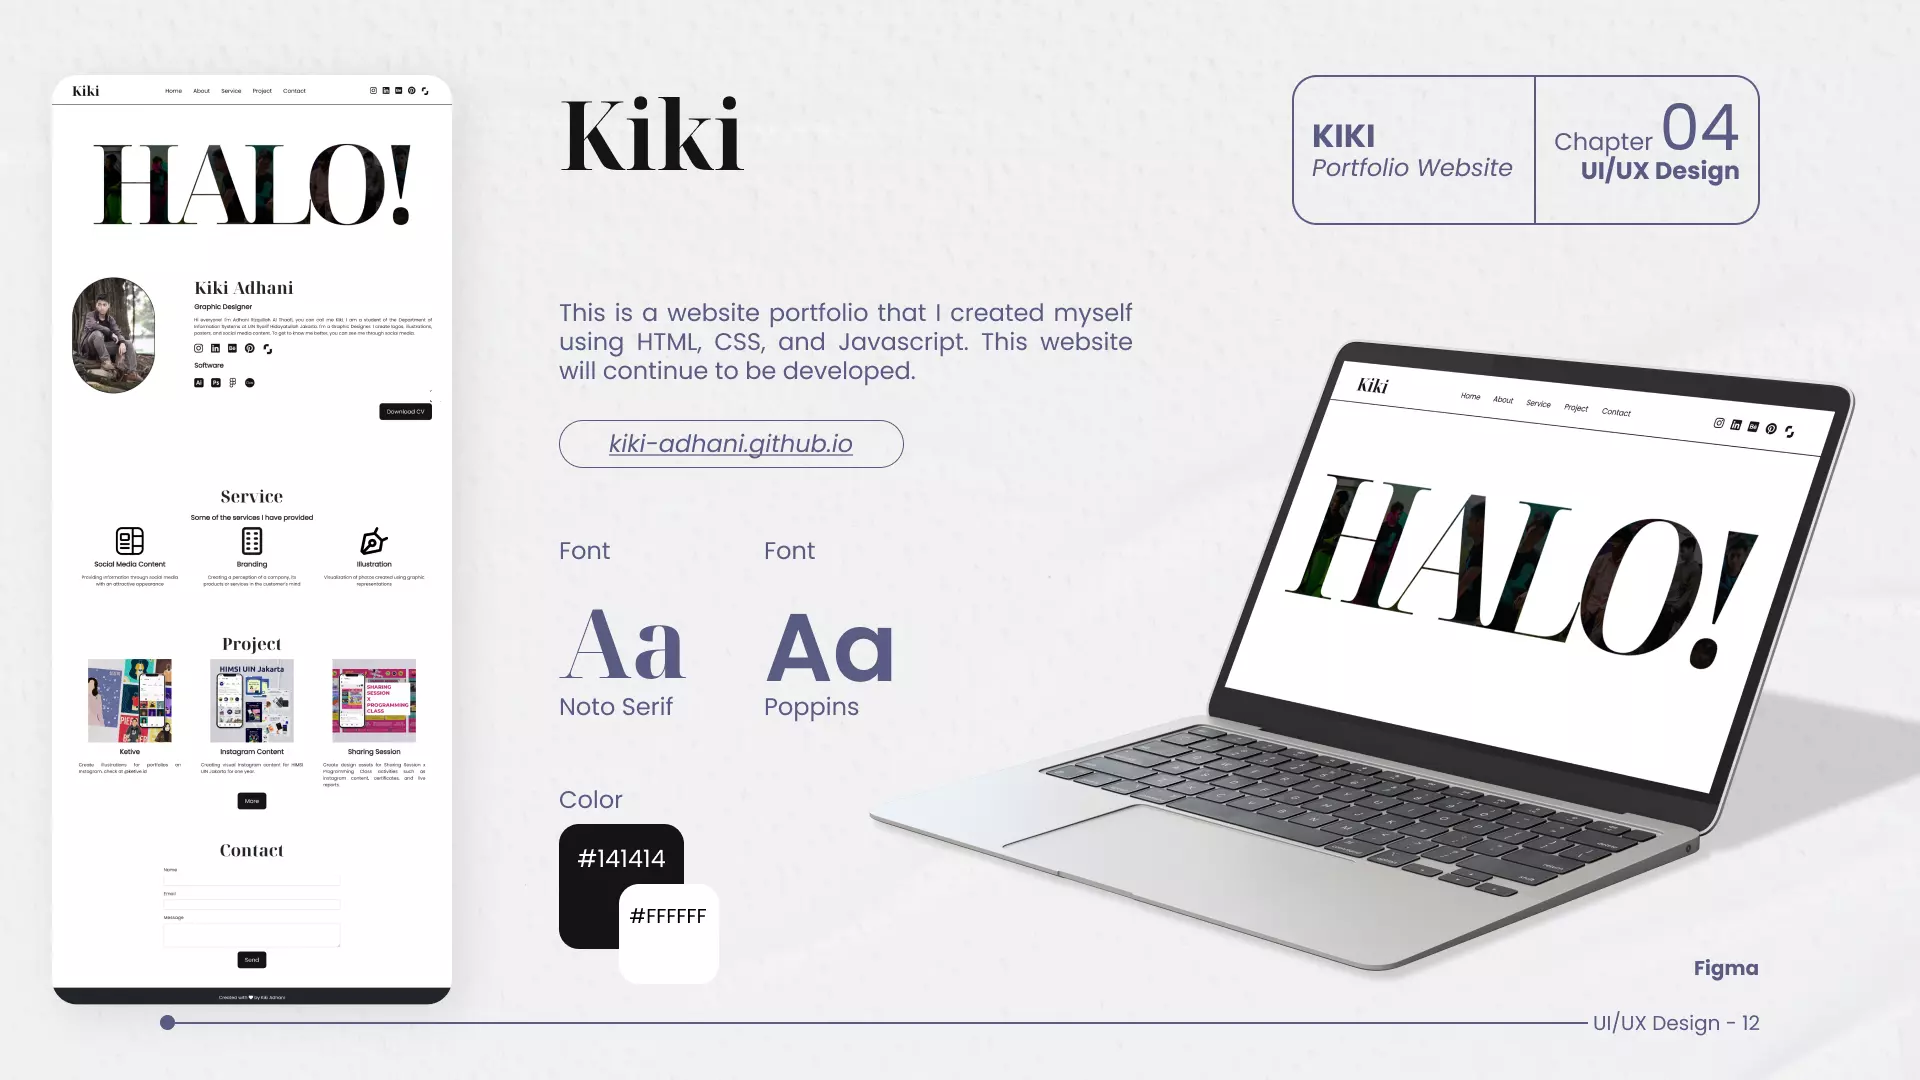 Kiki
Home About Service Project Contact
HALO!
Kiki Adhani
Graphic Designer
Software
Download CV
Service
Some of the services I have provided
Social Media Content
Providing information through social media
with an attractive appearance
Branding
Creating a perception of a company, its
products or services in the customer's mind
Illustration
Visualization of photos created using graphic
representations
Project
HIMSI UIN Jakarta
SHARING
SESSION
X
PROGRAMMING
CLASS
Ketive
Create illustrations for portfolios on
Instagram. check at @ketive.id
Instagram Content
Creating visual Instagram content for HIMSI
UIN Jakarta for one year.
Sharing Session
Create design assets for Sharing Session x
Programming Class activities such as
Instagram content, certificates, and live
reports.
More
Contact
Name
Email
Message
Send
Created with by Kiki Adhani
Kiki
This is a website portfolio that I created myself
using HTML, CSS, and Javascript. This website
will continue to be developed.
kiki-adhani.github.io
Font
Aa
Noto Serif
Font
Aa
Poppins
Color
#141414
#FFFFFF
KIKI
Portfolio Website
Chapter 04
UI/UX Design
Kiki
Home About Service Project Contact
HALO!
Figma
UI/UX Design - 12